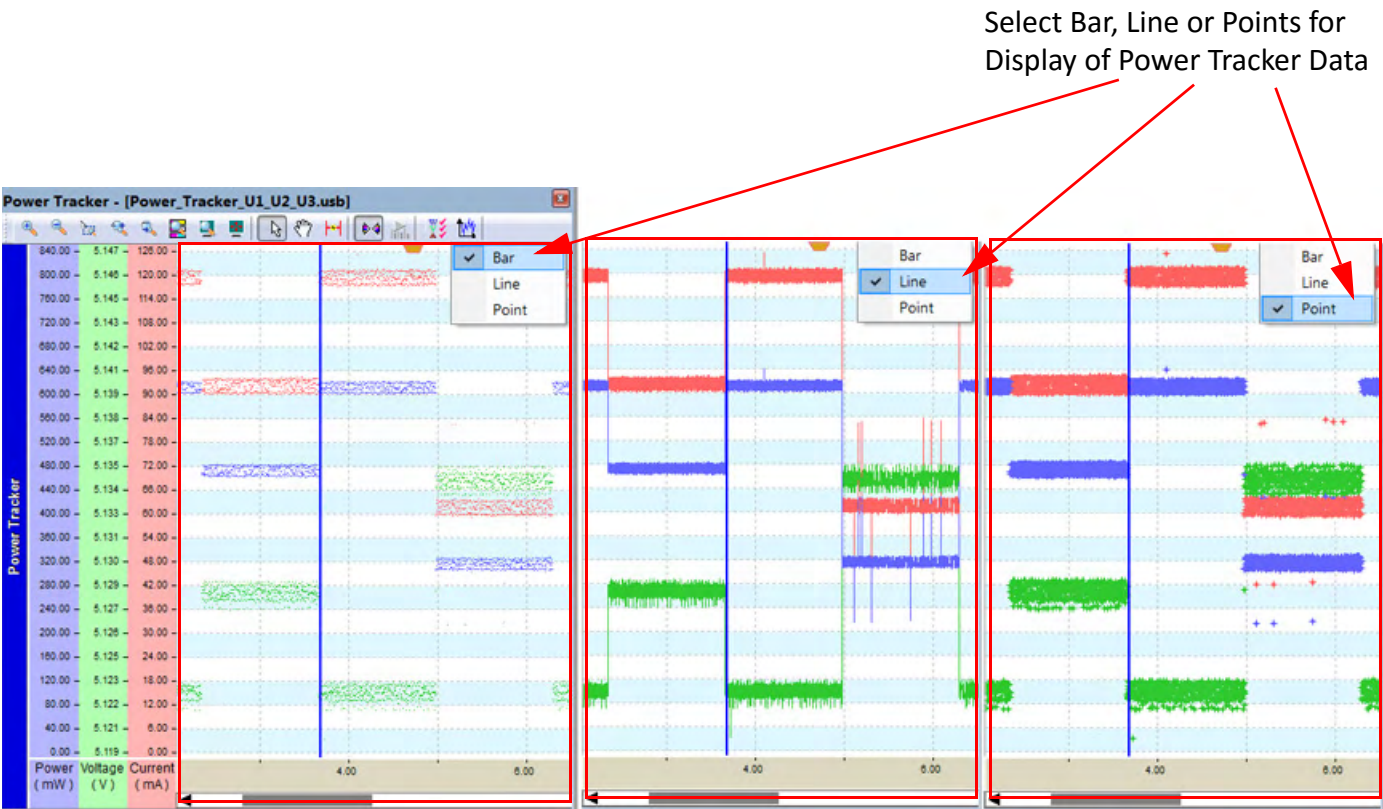 Select Bar, Line or Points for
Display of Power Tracker Data
Power Tracker - [Power_Tracker_U1_U2_U3.usb]
Bar
Line
Point
Bar
Line
Point
Bar
Line
Point
Power Tracker
840.00 5.147 126.00
800.00 5.146 120.00
760.00 5.145 114.00
720.00 5.143 108.00
680.00 5.142 102.00
640.00 5.141 96.00
600.00 5.139 90.00
560.00 5.138 84.00
520.00 5.137 78.00
480.00 5.135 72.00
440.00 5.134 66.00
400.00 5.133 60.00
360.00 5.131 54.00
320.00 5.130 48.00
280.00 5.129 42.00
240.00 5.127 36.00
200.00 5.126 30.00
160.00 5.125 24.00
120.00 5.123 18.00
80.00 5.122 12.00
40.00 5.121 6.00
0.00 5.119 0.00
Power Voltage Current
(mW) (V) (mA)
4.00 6.00
4.00 6.00
4.00 6.00